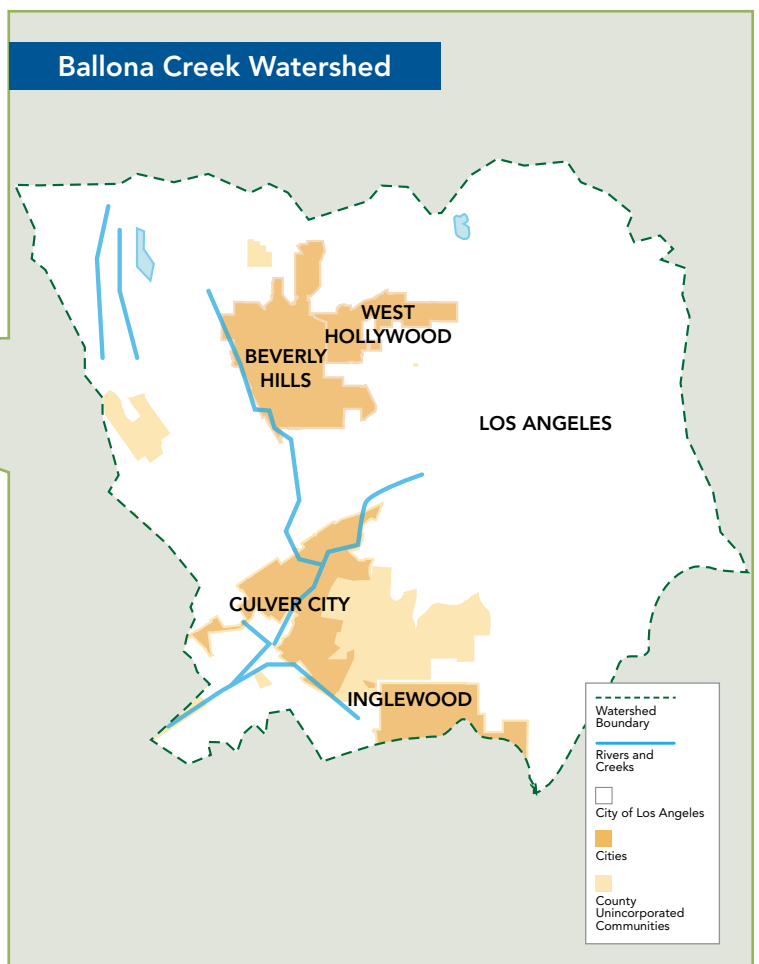 Ballona Creek Watershed
WEST
HOLLYWOOD
BEVERLY
HILLS
LOS ANGELES
CULVER CITY
INGLEWOOD
Watershed
Boundary
Rivers and
Creeks
City of Los Angeles
Cities
County
Unincorporated
Communities